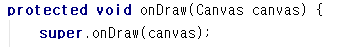 protected void onDraw(Canvas canvas) {
super.onDraw(canvas);